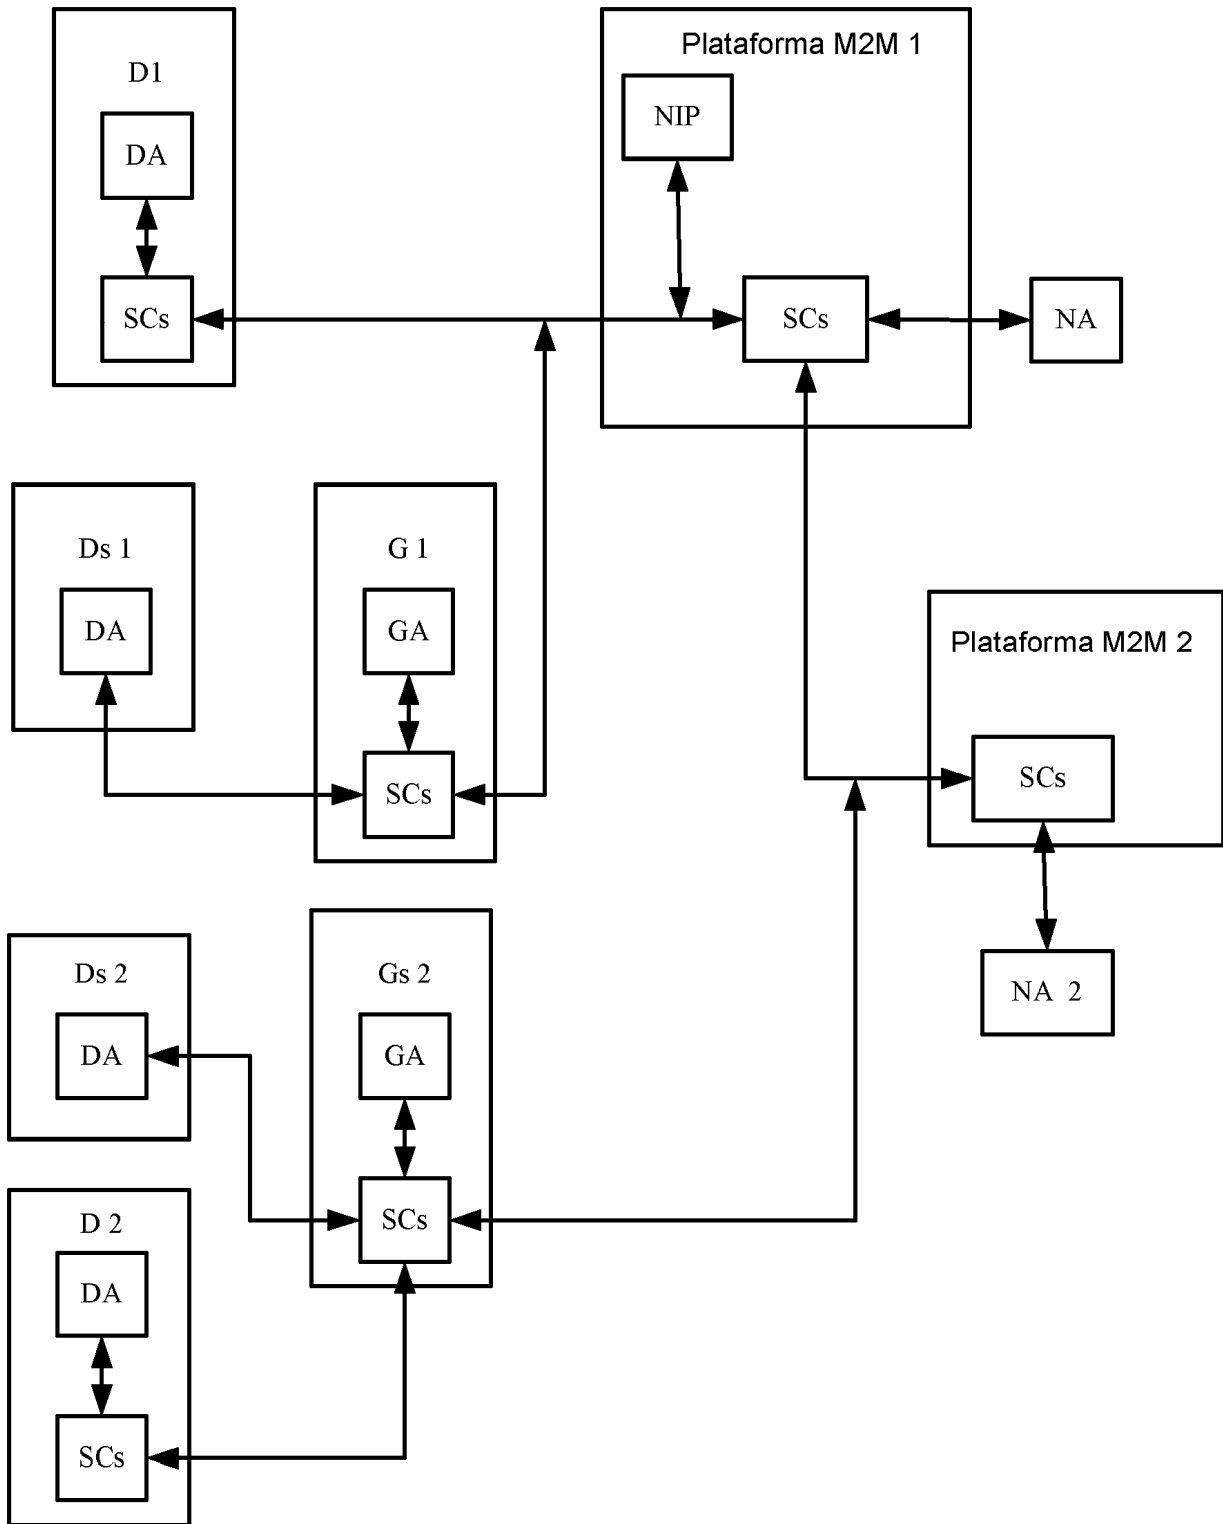 D1
DA
SCs
Plataforma M2M 1
NIP
SCs
NA
Ds 1
DA
G 1
GA
SCs
Plataforma M2M 2
SCs
NA 2
Ds 2
DA
Gs 2
GA
SCs
D 2
DA
SCs